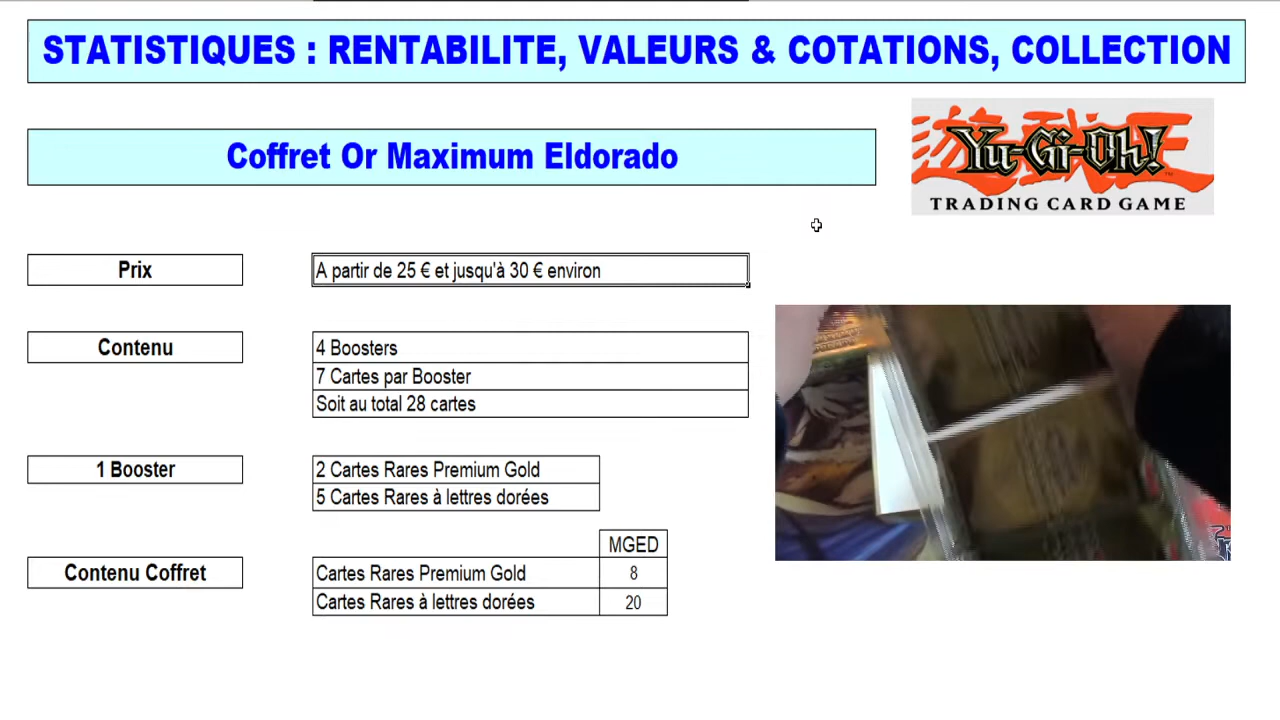 STATISTIQUES : RENTABILITE, VALEURS & COTATIONS, COLLECTION
Coffret Or Maximum Eldorado
Yu-Gi-Oh!
TM
TRADING CARD GAME
Prix
A partir de 25 € et jusqu'à 30 € environ
Contenu
4 Boosters
7 Cartes par Booster
Soit au total 28 cartes
1 Booster
2 Cartes Rares Premium Gold
5 Cartes Rares à lettres dorées
MGED
Contenu Coffret
Cartes Rares Premium Gold
8
Cartes Rares à lettres dorées
20